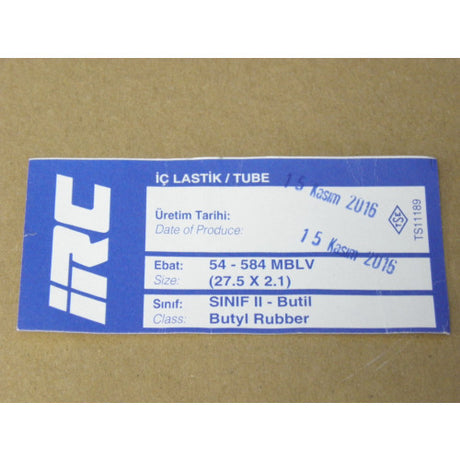 IRC
İÇ LASTİK / TUBE
15 Kasım 2016
Üretim Tarihi:
Date of Produce:
15 Kasım 2016
TSE
TS11189
Ebat: 54 - 584 MBLV
Size: (27.5 X 2.1)
Sınıf: SINIF II - Butil
Class: Butyl Rubber